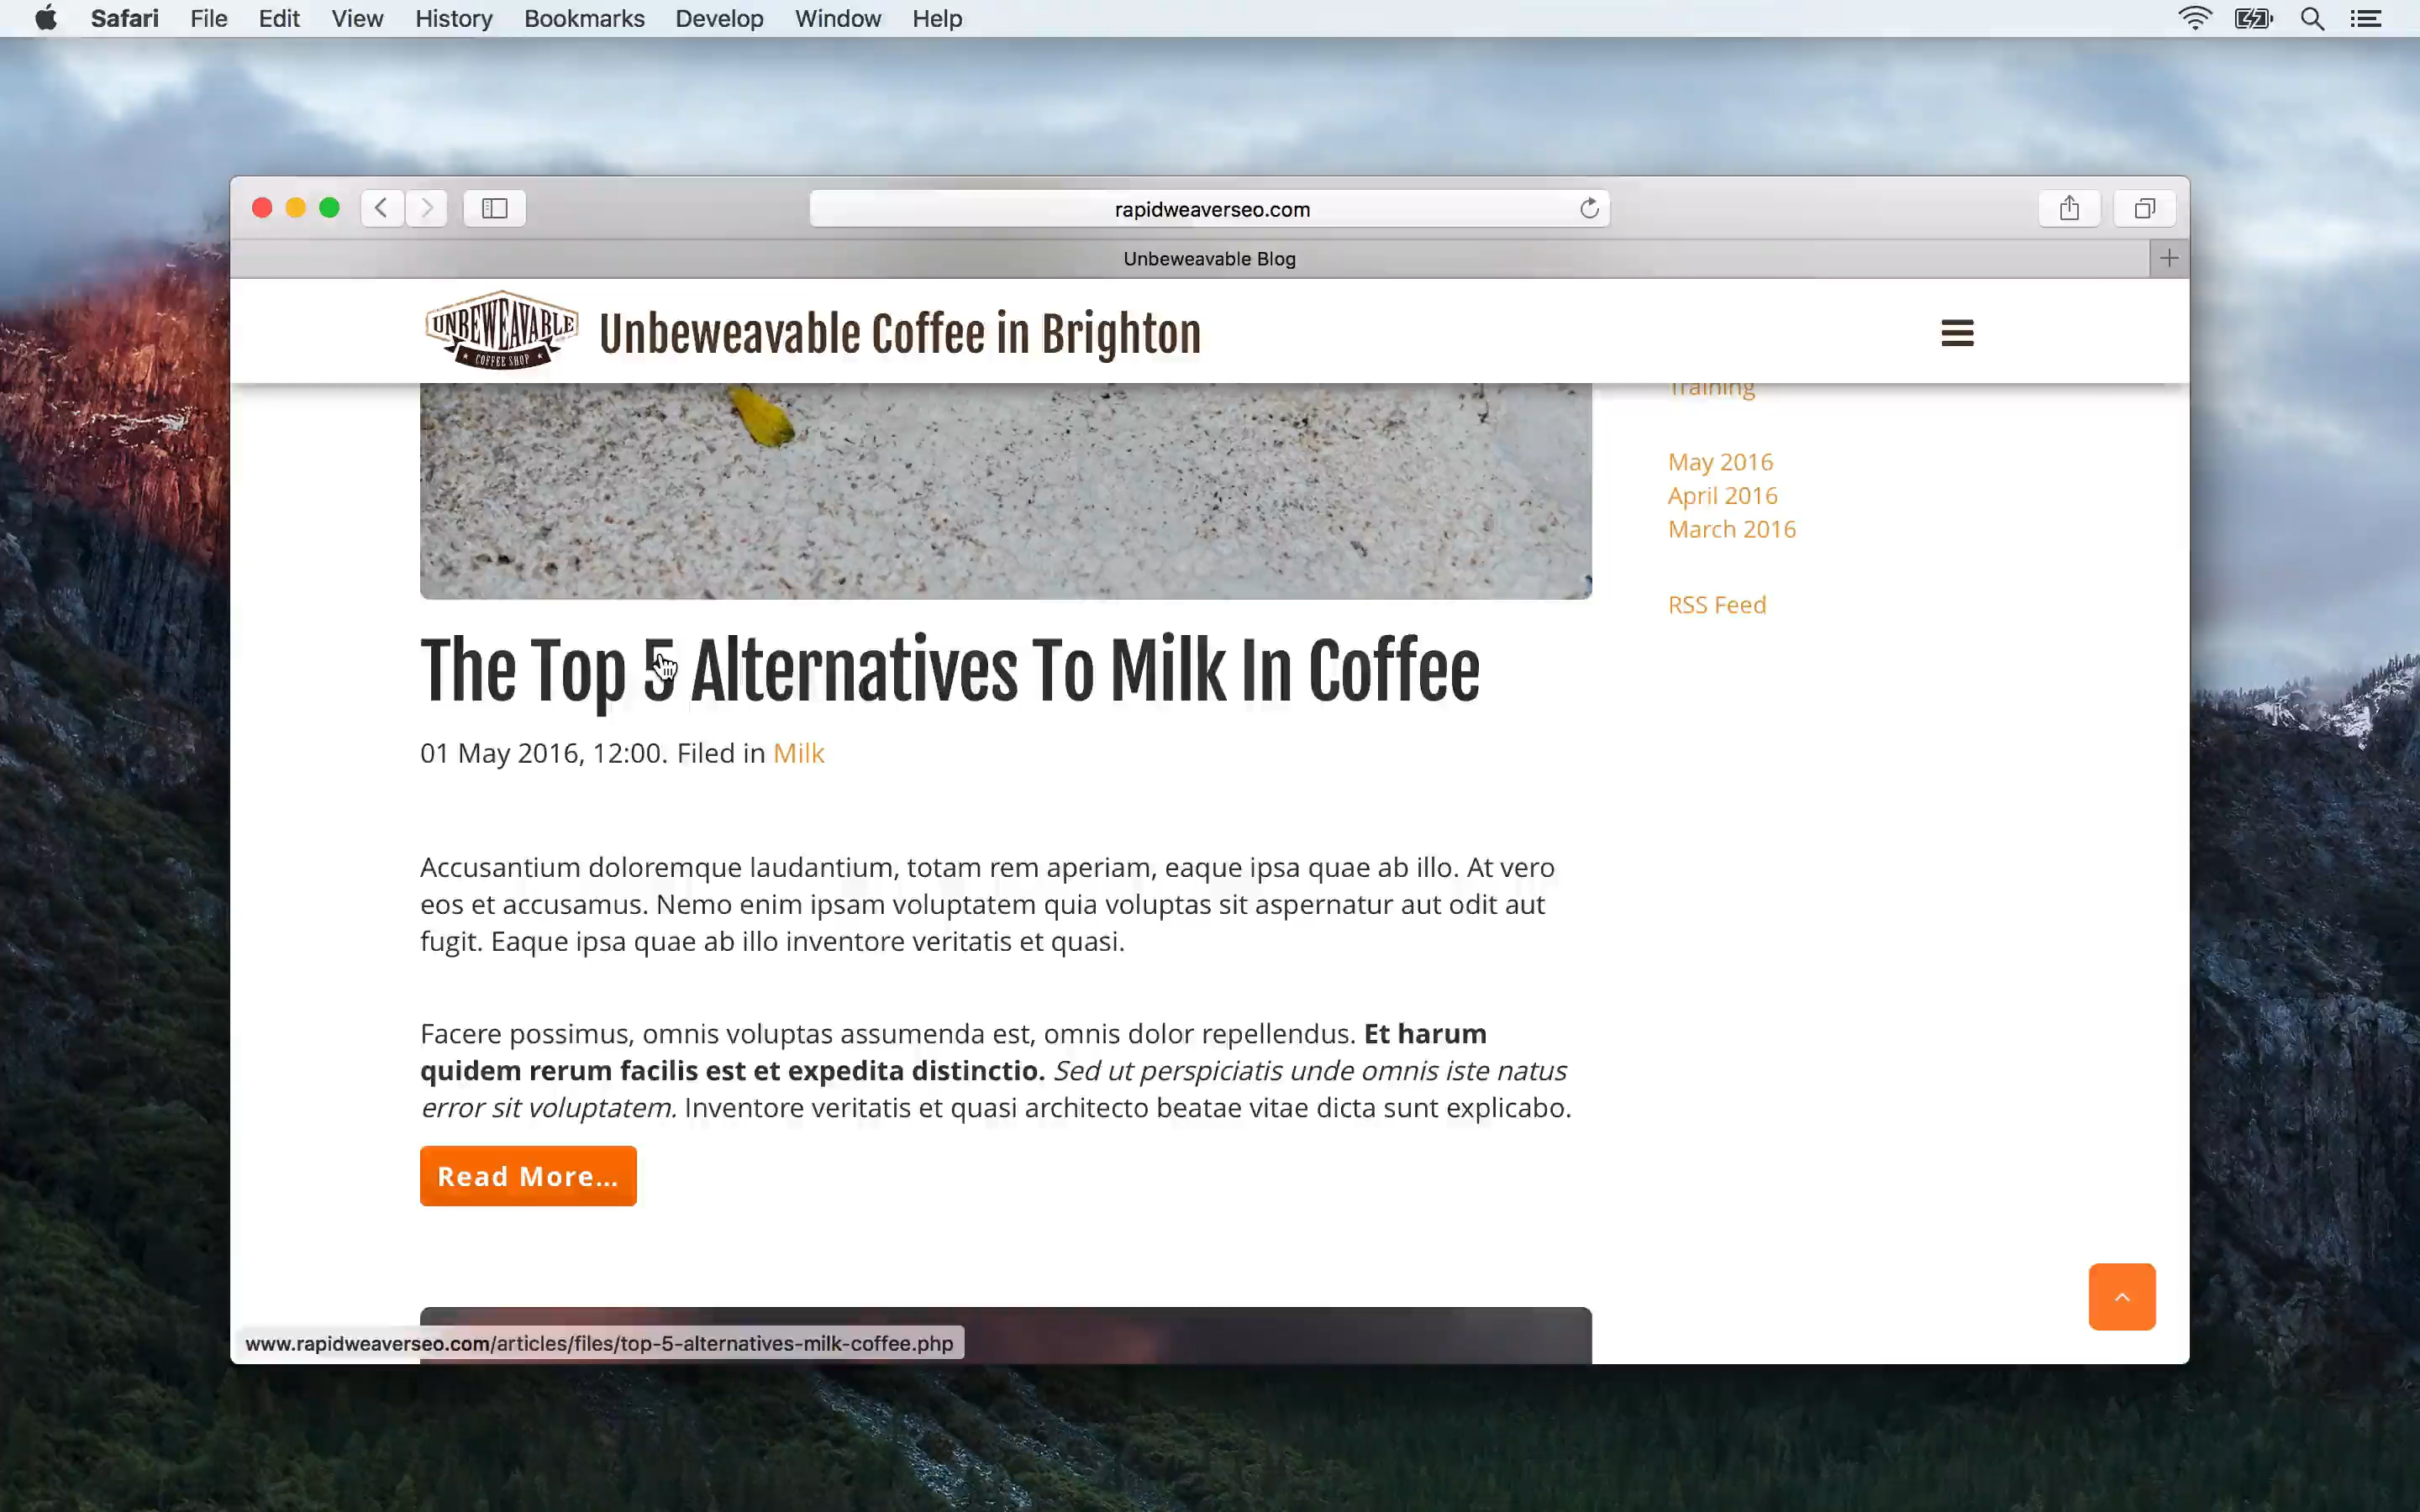 Safari File Edit View History Bookmarks Develop Window Help
rapidweaverseo.com
Unbeweavable Blog
UNBEWEAVABLE
COFFEE SHOP
Unbeweavable Coffee in Brighton
Training
May 2016
April 2016
March 2016
RSS Feed
The Top 5 Alternatives To Milk In Coffee
01 May 2016, 12:00. Filed in Milk
Accusantium doloremque laudantium, totam rem aperiam, eaque ipsa quae ab illo. At vero
eos et accusamus. Nemo enim ipsam voluptatem quia voluptas sit aspernatur aut odit aut
fugit. Eaque ipsa quae ab illo inventore veritatis et quasi.
Facere possimus, omnis voluptas assumenda est, omnis dolor repellendus. Et harum
quidem rerum facilis est et expedita distinctio. Sed ut perspiciatis unde omnis iste natus
error sit voluptatem. Inventore veritatis et quasi architecto beatae vitae dicta sunt explicabo.
Read More...
www.rapidweaverseo.com/articles/files/top-5-alternatives-milk-coffee.php